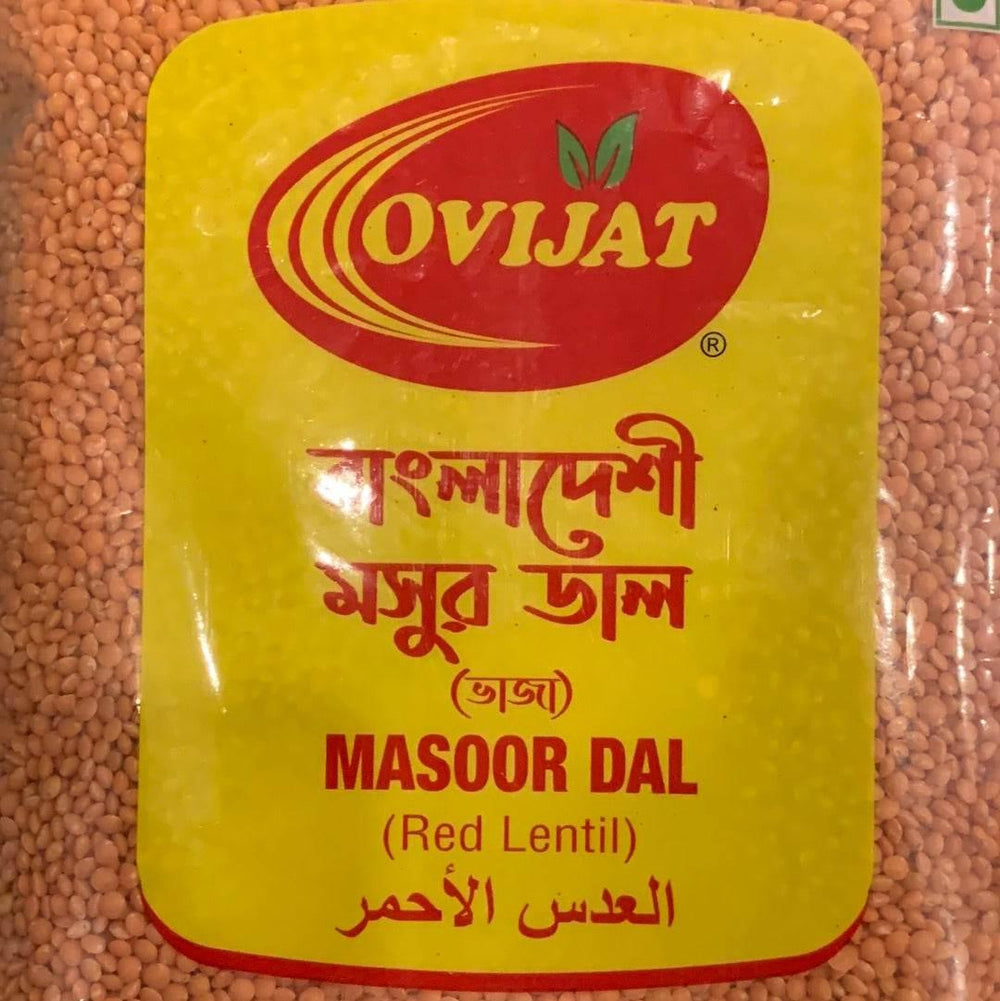 OVIJAT
®
বাংলাদেশী
মসুর ডাল
(ভাজা)
MASOOR DAL
(Red Lentil)
العدس الأحمر